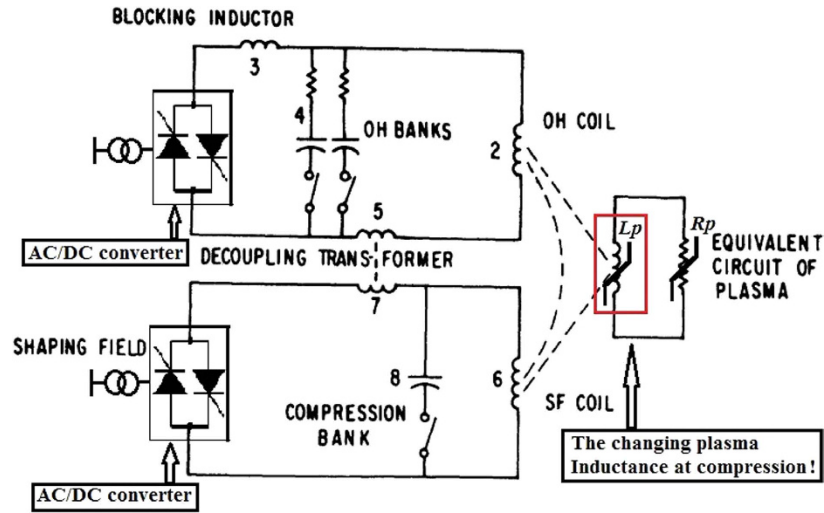 BLOCKING INDUCTOR
3
4
OH BANKS
2
OH COIL
5
AC/DC converter
DECOUPLING TRANSFORMER
Lp
Rp
EQUIVALENT
CIRCUIT OF
PLASMA
7
SHAPING FIELD
8
6
COMPRESSION
BANK
SF COIL
AC/DC converter
The changing plasma
Inductance at compression!